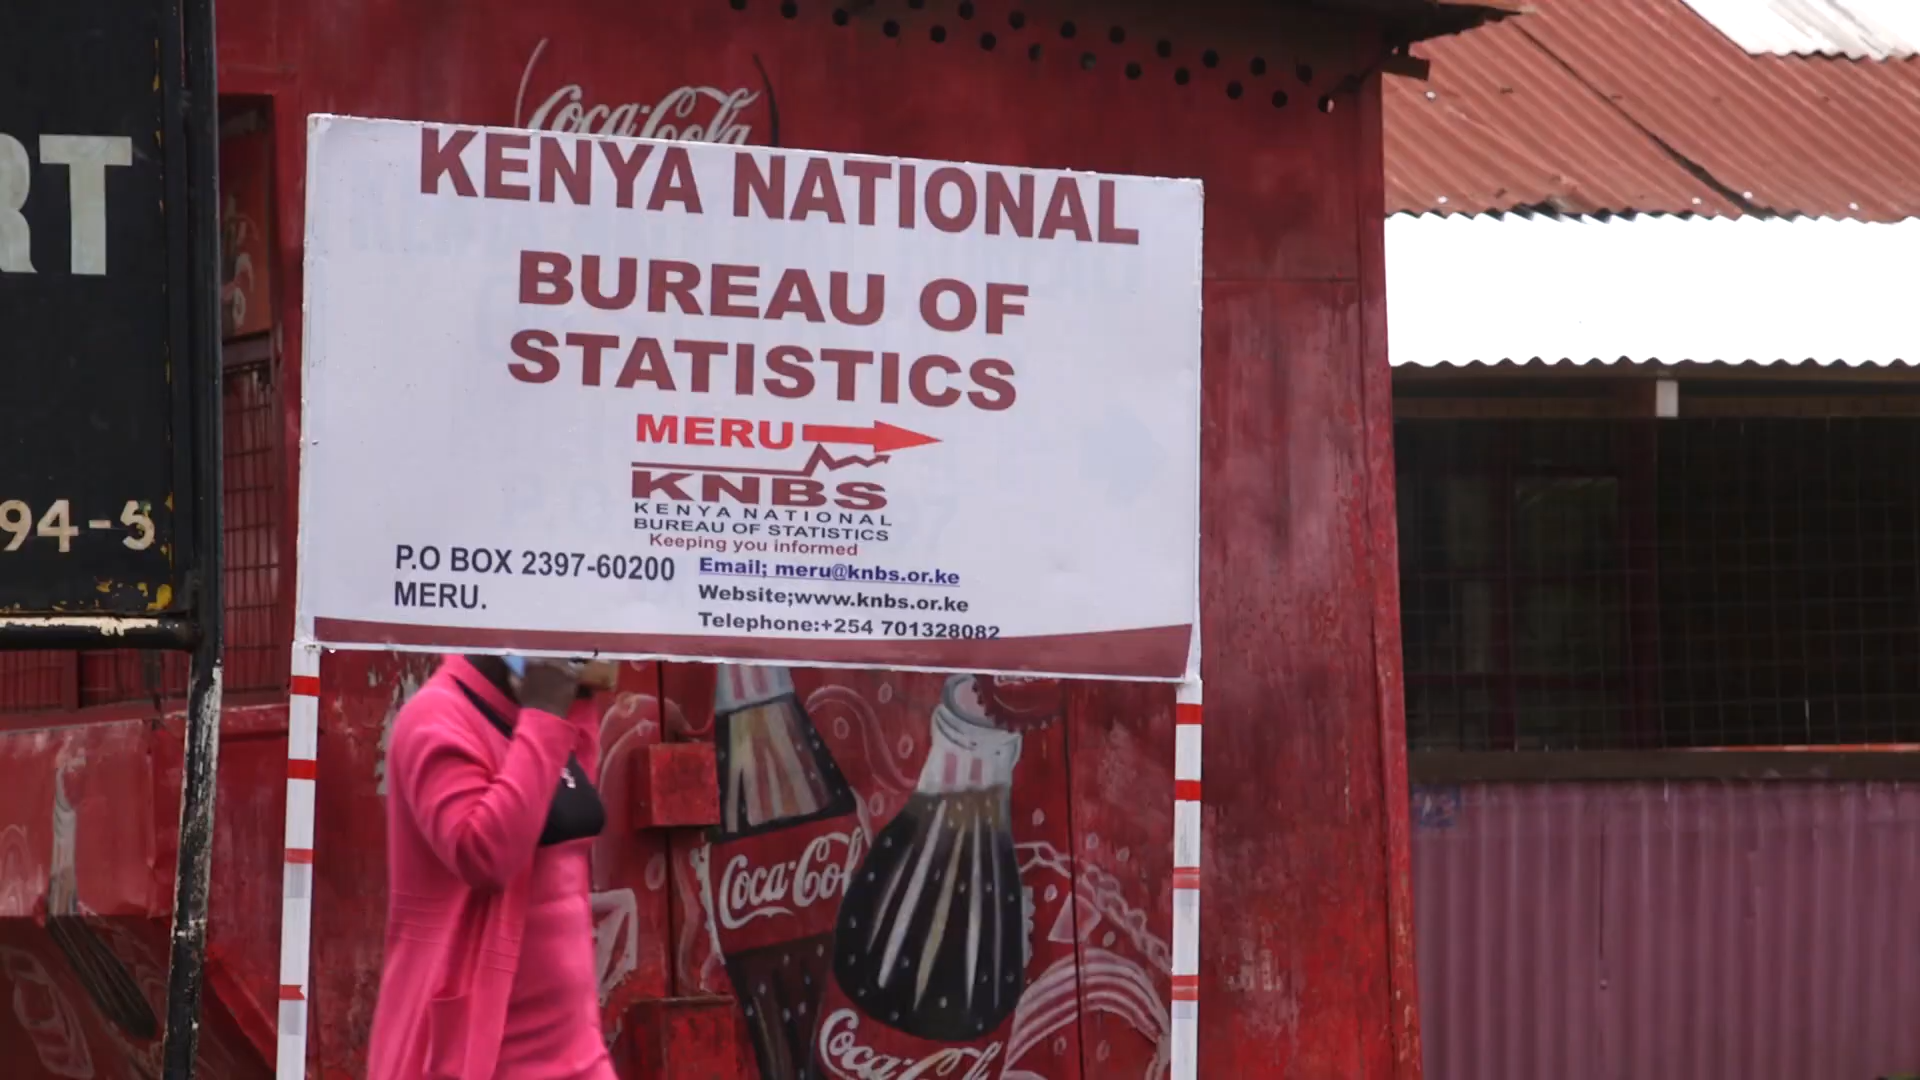 Coca-Cola
KENYA NATIONAL
BUREAU OF
STATISTICS
MERU
KNBS
KENYA NATIONAL
BUREAU OF STATISTICS
Keeping you informed
P.O BOX 2397-60200
MERU.
Email; meru@knbs.or.ke
Website;www.knbs.or.ke
Telephone:+254 701328082
RT
94-5
Coca-Col
Coca-Cola